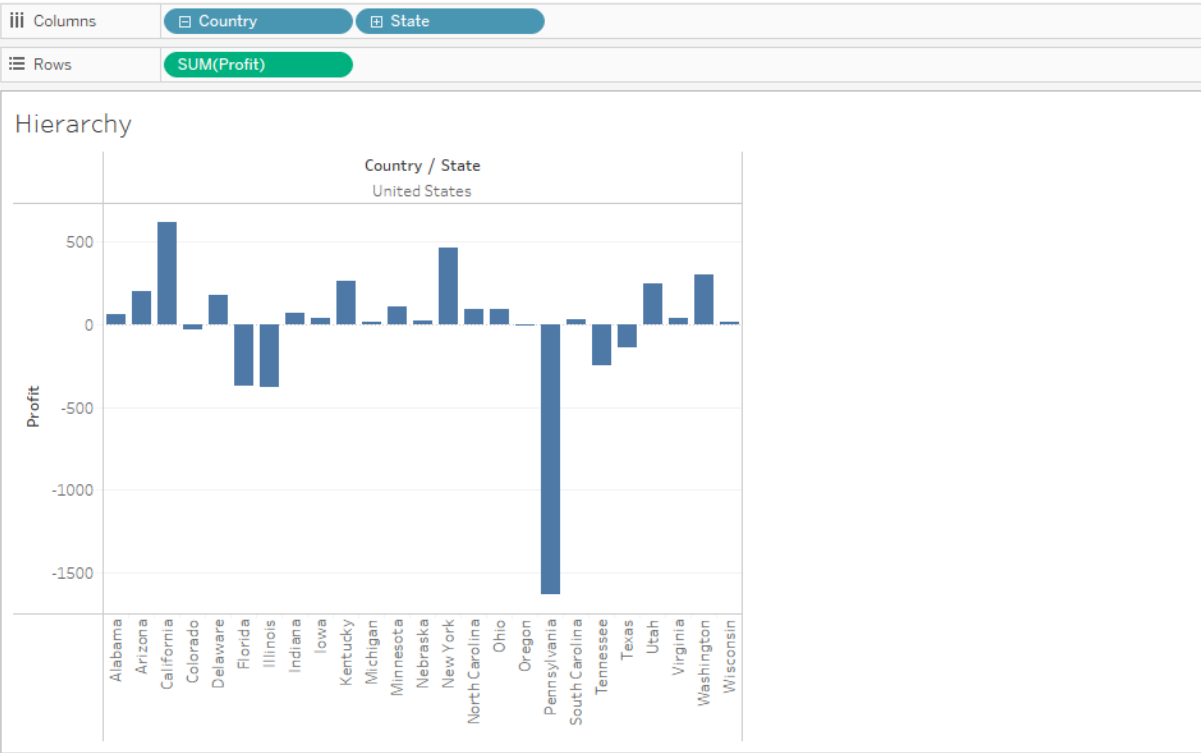 Columns
Country
State
Rows
SUM(Profit)
Hierarchy
Country / State
United States
500
0
-500
-1000
-1500
Profit
Alabama
Arizona
California
Colorado
Delaware
Florida
Illinois
Indiana
Iowa
Kentucky
Michigan
Minnesota
Nebraska
New York
North Carolina
Ohio
Oregon
Pennsylvania
South Carolina
Tennessee
Texas
Utah
Virginia
Washington
Wisconsin